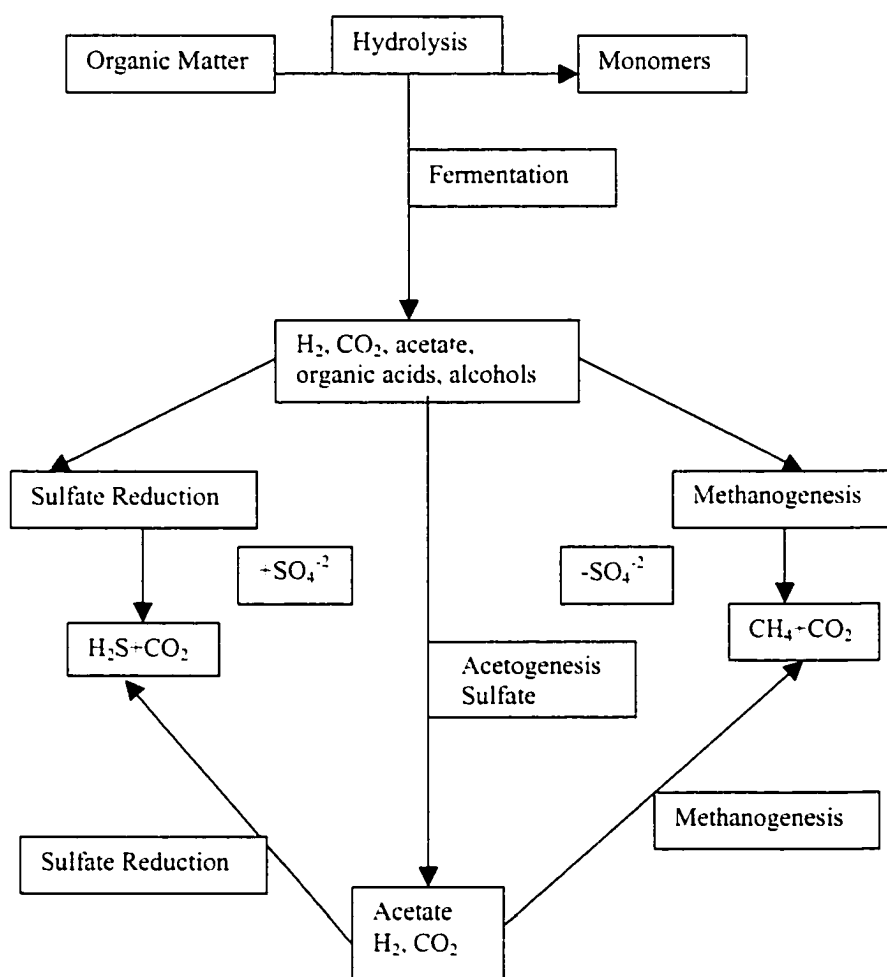 Hydrolysis
Organic Matter
Monomers
Fermentation
H₂, CO₂, acetate,
organic acids, alcohols
Sulfate Reduction
Methanogenesis
+SO₄⁻²
-SO₄⁻²
H₂S+CO₂
CH₄+CO₂
Acetogenesis
Sulfate
Methanogenesis
Sulfate Reduction
Acetate
H₂, CO₂